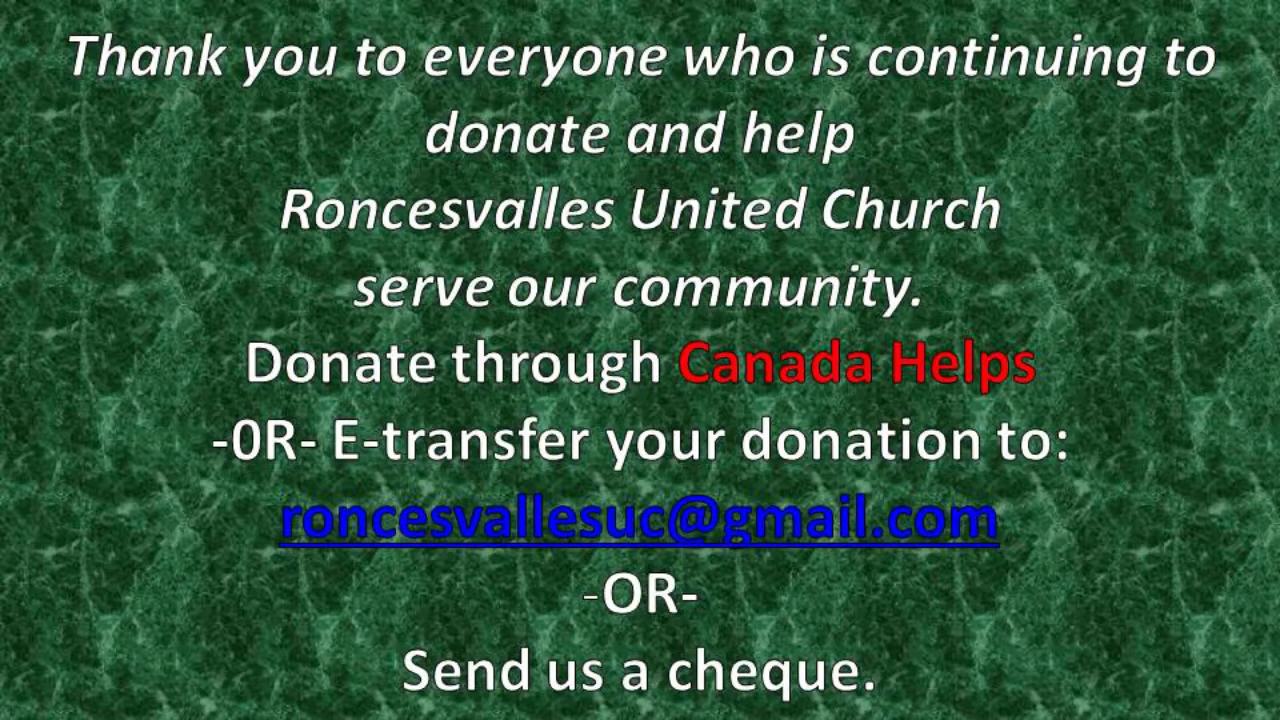 Thank you to everyone who is continuing to
donate and help
Roncesvalles United Church
serve our community.
Donate through Canada Helps
-0R- E-transfer your donation to:
roncesvallesuc@gmail.com
-OR-
Send us a cheque.